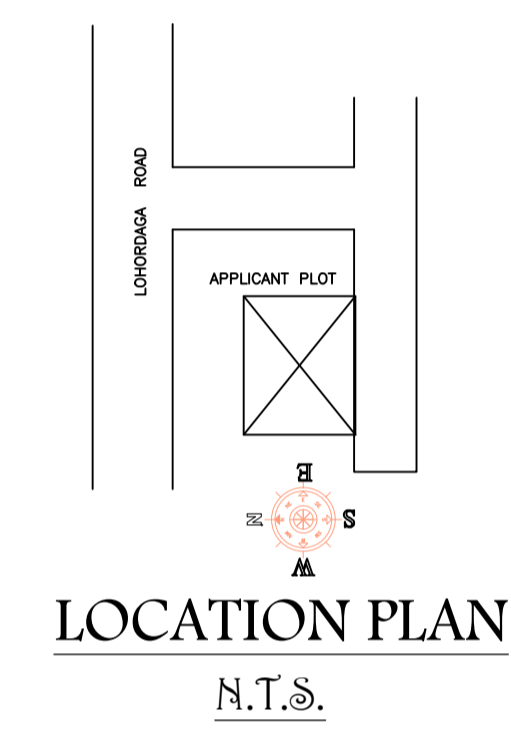 LOHORDAGA ROAD
APPLICANT PLOT
E
N S
W
LOCATION PLAN
N.T.S.